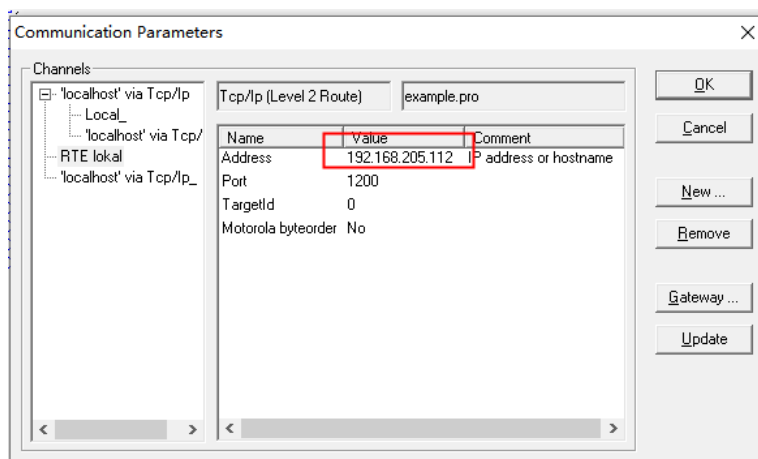 Communication Parameters
Channels
'localhost' via Tcp/Ip
Local_
'localhost' via Tcp/
RTE lokal
'localhost' via Tcp/Ip_
Tcp/Ip (Level 2 Route) example.pro
Name Value Comment
Address 192.168.205.112 IP address or hostname
Port 1200
TargetId 0
Motorola byteorder No
OK
Cancel
New ...
Remove
Gateway ...
Update